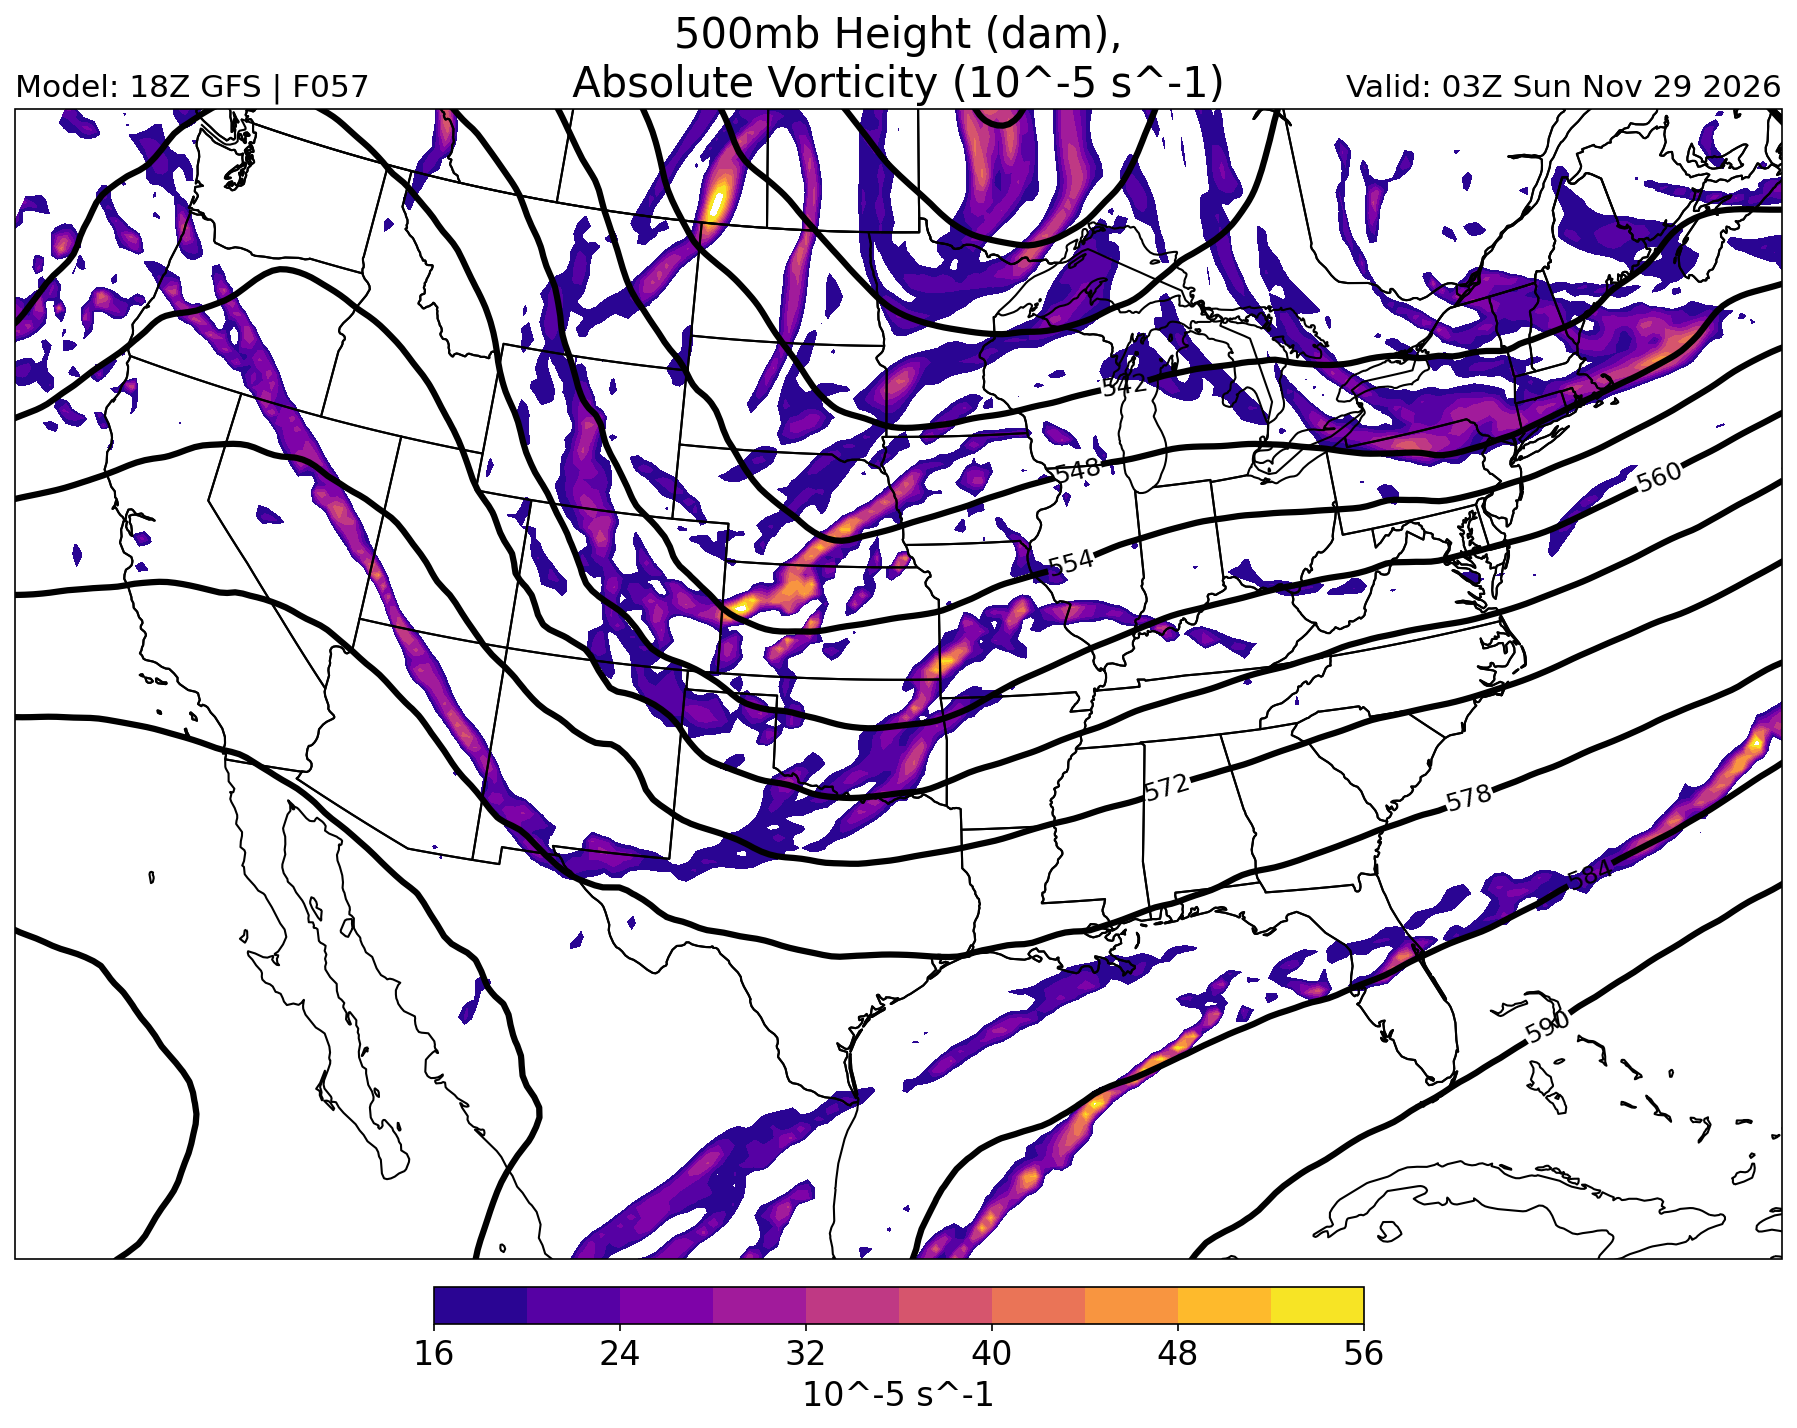 500mb Height (dam),
Model: 18Z GFS | F057
Absolute Vorticity (10^-5 s^-1)
Valid: 03Z Sun Nov 29 2026
542
548
560
554
572
578
584
590
16
24
32
40
48
56
10^-5 s^-1